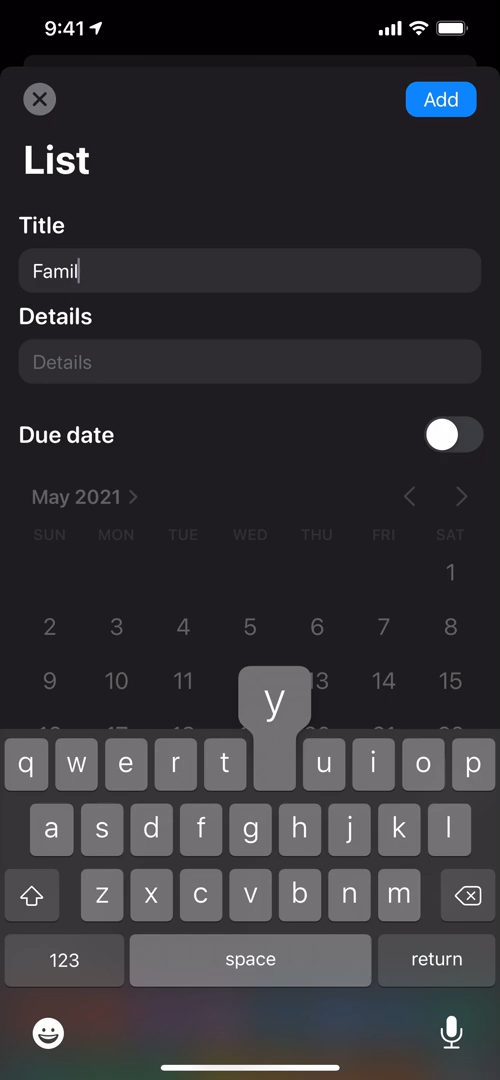 9:41
Add
List
Title
Famil
Details
Details
Due date
May 2021
SUN MON TUE WED THU FRI SAT
1
2 3 4 5 6 7 8
9 10 11 13 14 15
y
q w e r t u i o p
a s d f g h j k l
z x c v b n m
123 space return